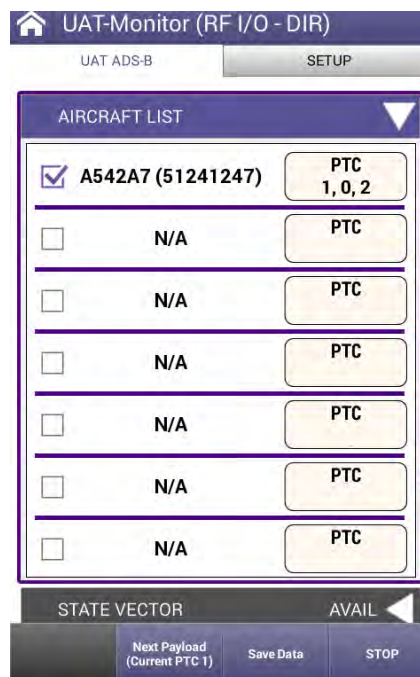 UAT-Monitor (RF I/O - DIR)
UAT ADS-B SETUP
AIRCRAFT LIST
A542A7 (51241247) PTC
1, 0, 2
N/A PTC
N/A PTC
N/A PTC
N/A PTC
N/A PTC
N/A PTC
STATE VECTOR AVAIL
Next Payload
(Current PTC 1) Save Data STOP